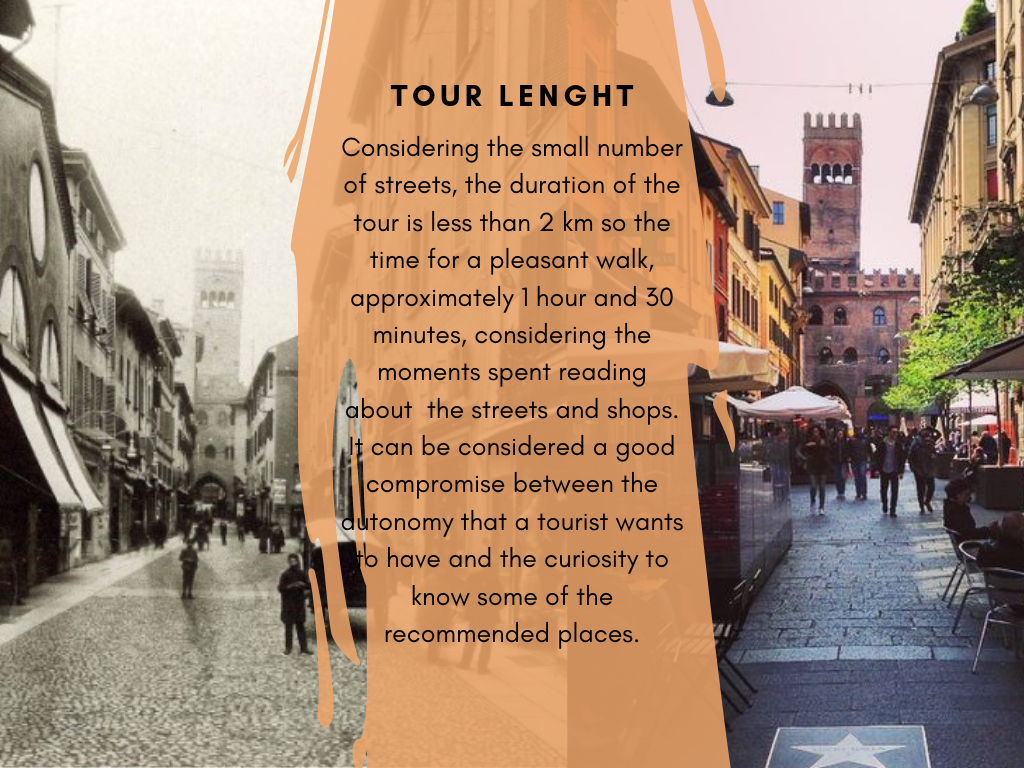 TOUR LENGHT
Considering the small number
of streets, the duration of the
tour is less than 2 km so the
time for a pleasant walk,
approximately 1 hour and 30
minutes, considering the
moments spent reading
about  the streets and shops.
It can be considered a good
compromise between the
autonomy that a tourist wants
to have and the curiosity to
know some of the
recommended places.